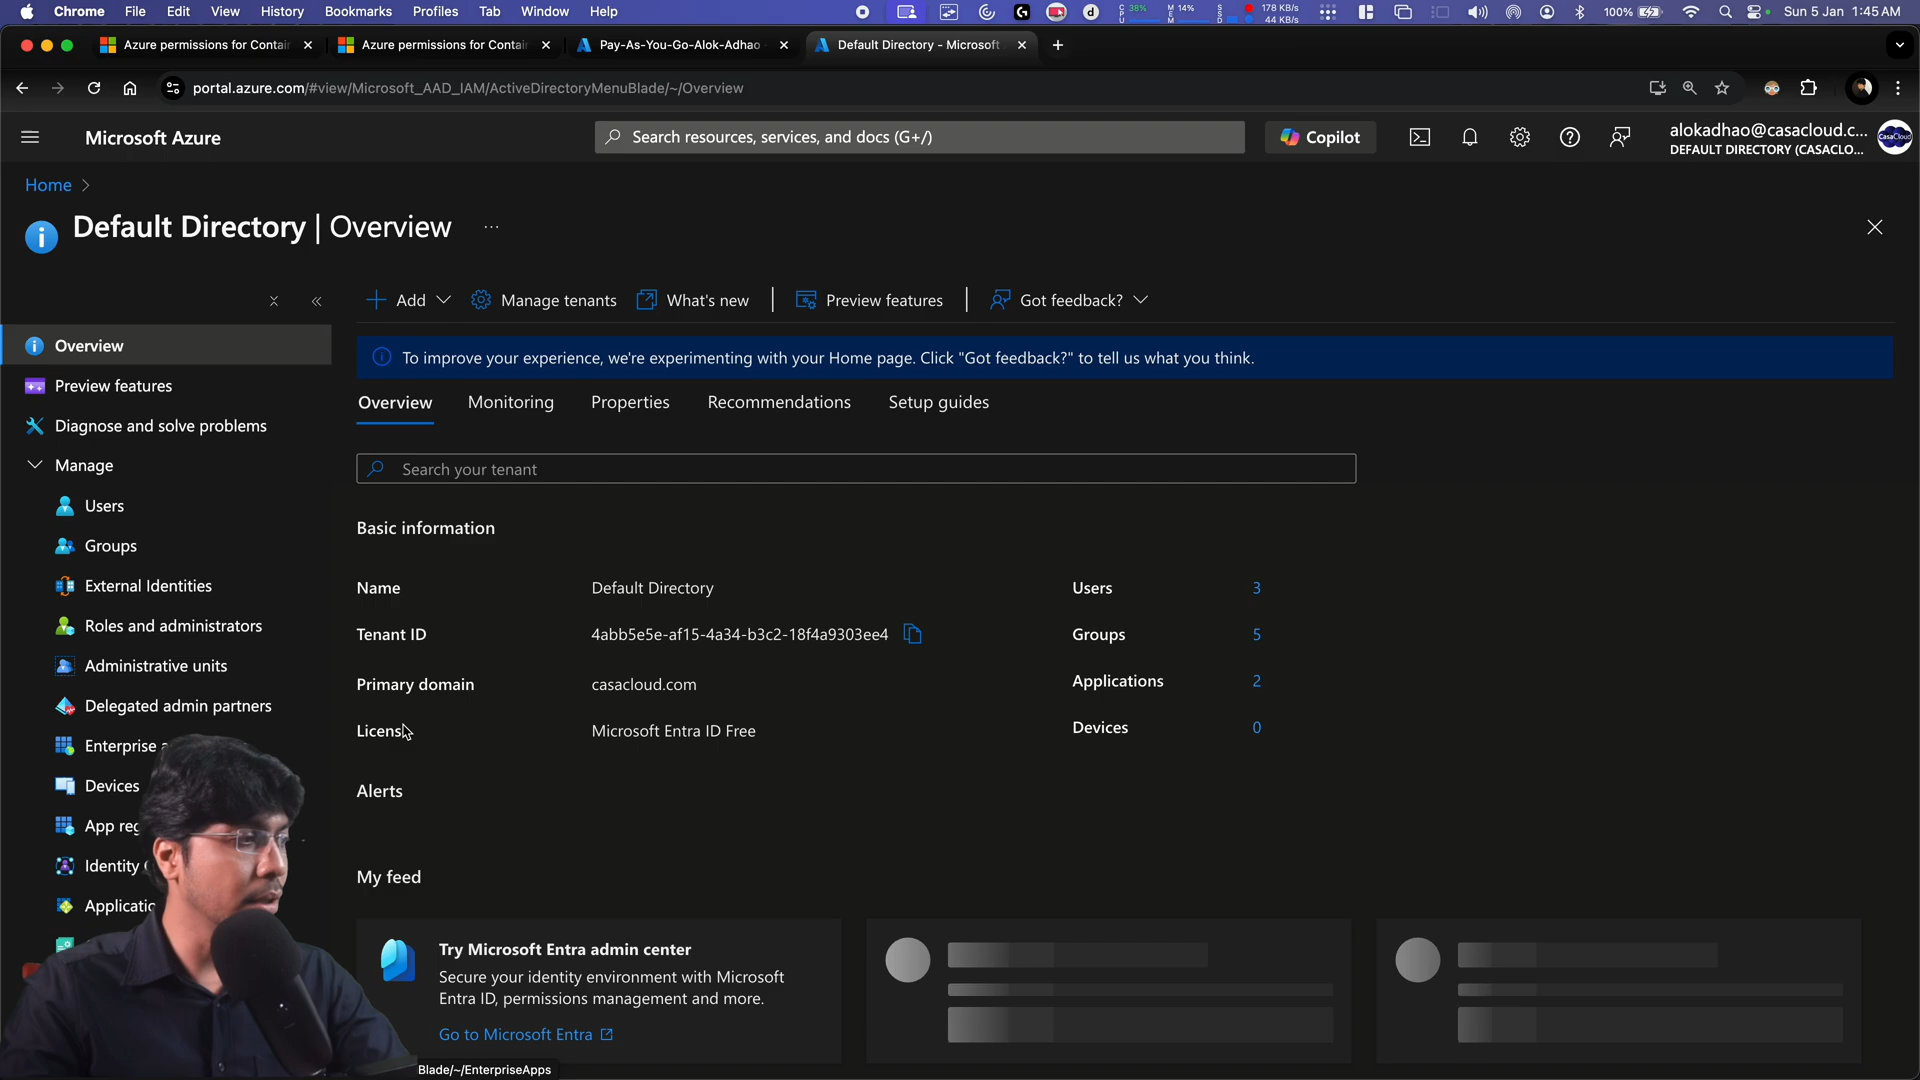 Chrome File Edit View History Bookmarks Profiles Tab Window Help
38% 14% 178 KB/s 44 KB/s 100% Sun 5 Jan 1:45 AM
Azure permissions for Contai
Azure permissions for Contai
Pay-As-You-Go-Alok-Adhao
Default Directory - Microsoft
portal.azure.com/#view/Microsoft_AAD_IAM/ActiveDirectoryMenuBlade/~/Overview
Microsoft Azure
Search resources, services, and docs (G+/)
Copilot
alokadhao@casacloud.c...
DEFAULT DIRECTORY (CASACLO...
CasaCloud
Home
Default Directory | Overview
...
Add
Manage tenants
What's new
Preview features
Got feedback?
Overview
Preview features
Diagnose and solve problems
Manage
Users
Groups
External Identities
Roles and administrators
Administrative units
Delegated admin partners
Enterprise
Devices
App reg
Identity
Applicatio
To improve your experience, we're experimenting with your Home page. Click "Got feedback?" to tell us what you think.
Overview Monitoring Properties Recommendations Setup guides
Search your tenant
Basic information
Name Default Directory Users 3
Tenant ID 4abb5e5e-af15-4a34-b3c2-18f4a9303ee4 Groups 5
Primary domain casacloud.com Applications 2
License Microsoft Entra ID Free Devices 0
Alerts
My feed
Try Microsoft Entra admin center
Secure your identity environment with Microsoft
Entra ID, permissions management and more.
Go to Microsoft Entra
Blade/~/EnterpriseApps